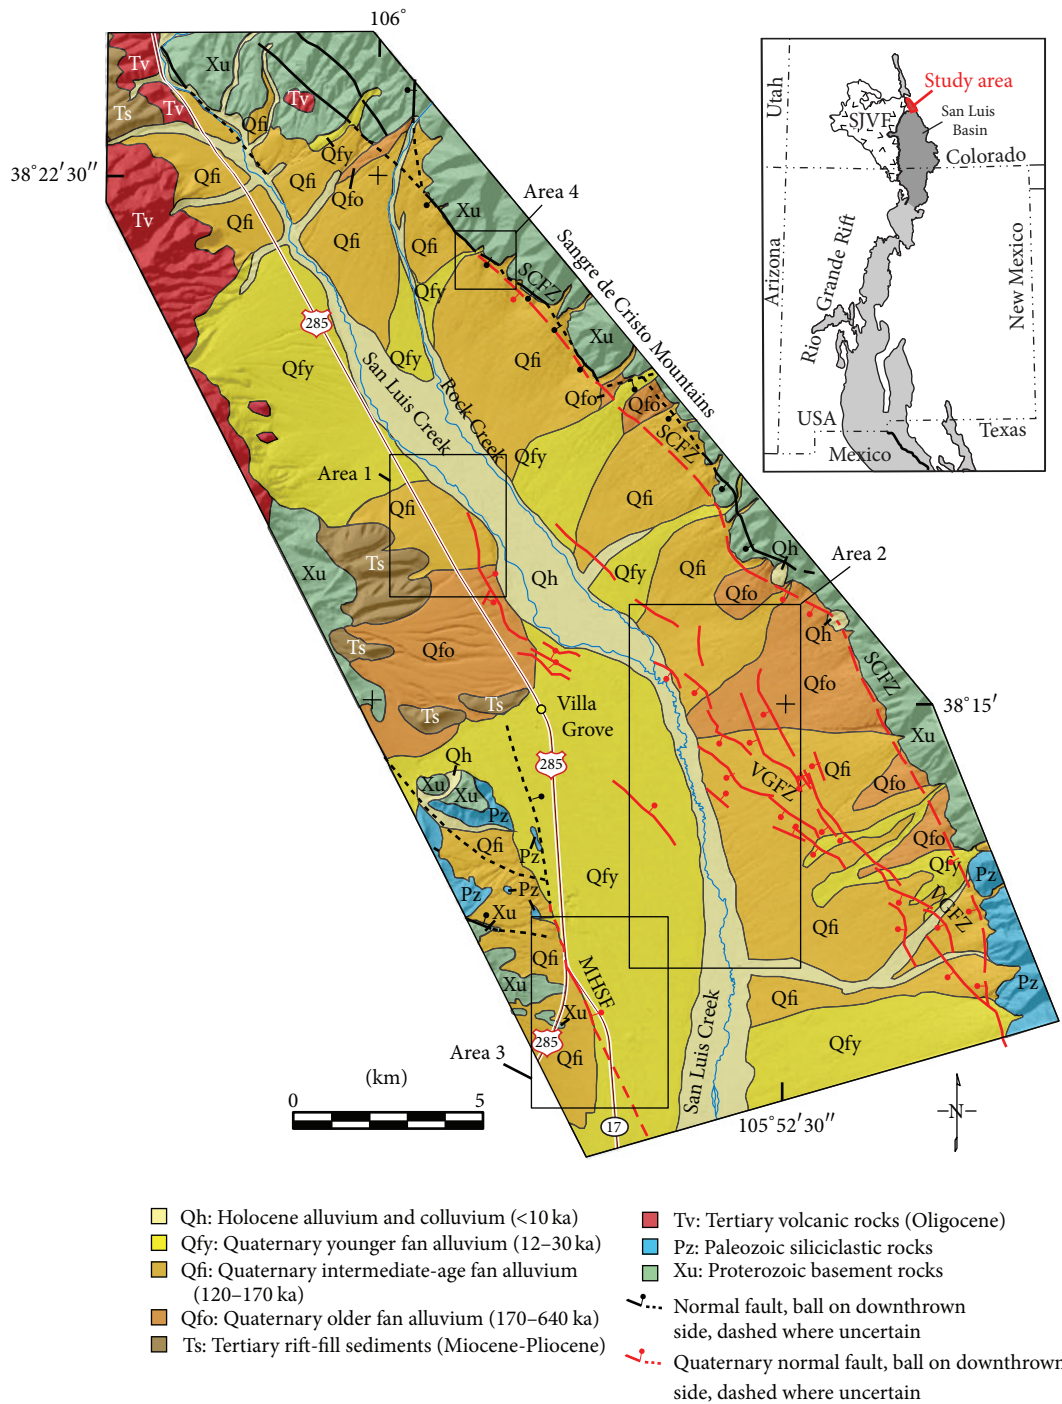 106°
Xu
Tv
Tv
Tv
Ts
Qfi
Qfy
38°22′30″
Qfi
Qfi
Qfo
Xu
Area 4
Tv
Qfi
Qfi
Qfi
Sangre de Cristo Mountains
SCFZ
Qfy
285
Xu
Qfy
Qfy
Qfi
San Luis Creek
Rock Creek
Qfo
Qfo
SCFZ
Qfy
Area 1
Qfi
Qfi
Qh
Area 2
Ts
Xu
Qh
Qfy
Qfi
Qfo
Qh
Ts
Qfo
SCFZ
Qfo
Ts
Ts
Villa
Grove
38°15′
Xu
Qh
285
VGFZ
Qfi
Xu
Xu
Qfo
Pz
Qfi
Pz
Qfo
Qfy
Pz
Pz
Pz
Qfy
VGFZ
Xu
Qfi
Qfi
MHSF
Xu
Pz
Qfi
Xu
San Luis Creek
285
Qfi
Qfy
Area 3
(km)
0
5
17
105°52′30″
N
Utah
Study area
SJVF
San Luis
Basin
Colorado
Arizona
Rio Grande Rift
New Mexico
USA
Texas
Mexico
Qh: Holocene alluvium and colluvium (<10 ka)
Qfy: Quaternary younger fan alluvium (12–30 ka)
Qfi: Quaternary intermediate-age fan alluvium
(120–170 ka)
Qfo: Quaternary older fan alluvium (170–640 ka)
Ts: Tertiary rift-fill sediments (Miocene-Pliocene)
Tv: Tertiary volcanic rocks (Oligocene)
Pz: Paleozoic siliciclastic rocks
Xu: Proterozoic basement rocks
Normal fault, ball on downthrown
side, dashed where uncertain
Quaternary normal fault, ball on downthrown
side, dashed where uncertain